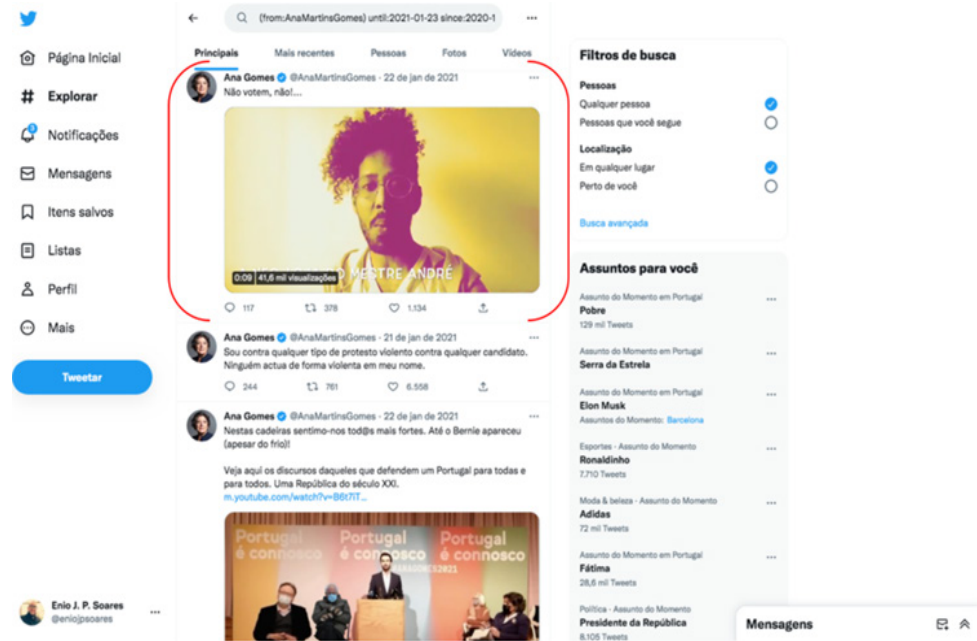 (from:AnaMartinsGomes) until:2021-01-23 since:2020-1
Página Inicial
Explorar
Notificações
Mensagens
Itens salvos
Listas
Perfil
Mais
Tweetar
Enio J. P. Soares
@eniojpsoares
Principais Mais recentes Pessoas Fotos Vídeos
Ana Gomes @AnaMartinsGomes · 22 de jan de 2021
Não votem, não!...
MESTRE ANDRÉ
0:09 41,6 mil visualizações
117 378 1.134
Ana Gomes @AnaMartinsGomes · 21 de jan de 2021
Sou contra qualquer tipo de protesto violento contra qualquer candidato.
Ninguém actua de forma violenta em meu nome.
244 761 6.558
Ana Gomes @AnaMartinsGomes · 22 de jan de 2021
Nestas cadeiras sentimo-nos tod@s mais fortes. Até o Bernie apareceu
(apesar do frio)!
Veja aqui os discursos daqueles que defendem um Portugal para todas e
para todos. Uma República do século XXI.
m.youtube.com/watch?v=B6t7iT...
Portugal Portugal Portugal
é connosco é connosco é connosco
#ANAGOMES2021
Filtros de busca
Pessoas
Qualquer pessoa
Pessoas que você segue
Localização
Em qualquer lugar
Perto de você
Busca avançada
Assuntos para você
Assunto do Momento em Portugal
Pobre
129 mil Tweets
Assunto do Momento em Portugal
Serra da Estrela
Assunto do Momento em Portugal
Elon Musk
Assuntos do Momento: Barcelona
Esportes · Assunto do Momento
Ronaldinho
7.710 Tweets
Moda & beleza · Assunto do Momento
Adidas
72 mil Tweets
Assunto do Momento em Portugal
Fátima
28,6 mil Tweets
Política · Assunto do Momento
Presidente da República
8.105 Tweets
Mensagens